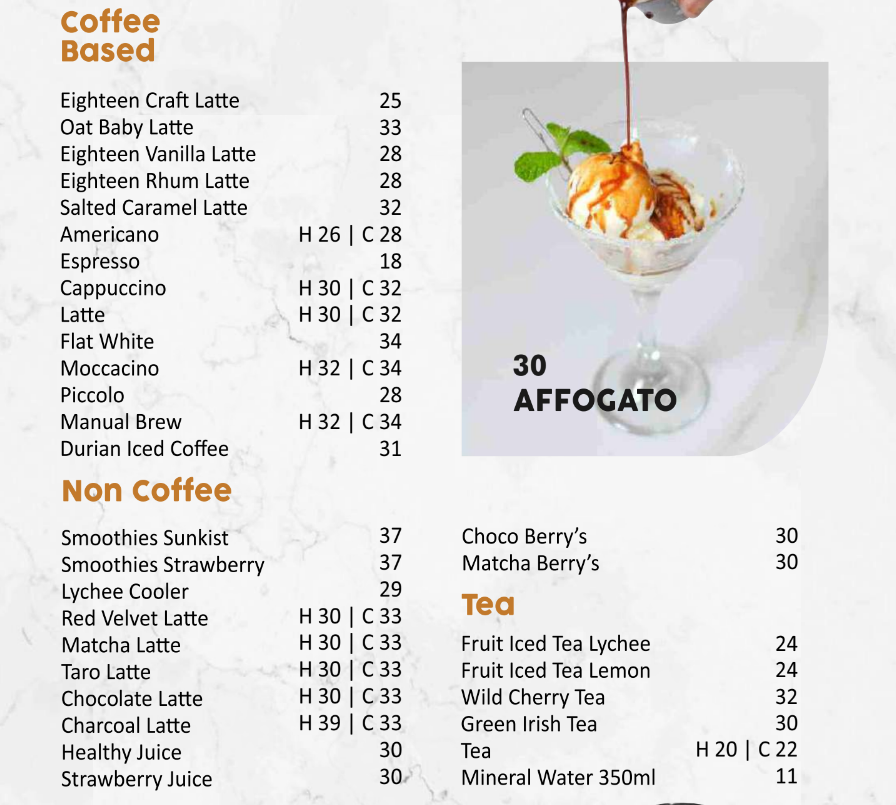 Coffee
Based
Eighteen Craft Latte 25
Oat Baby Latte 33
Eighteen Vanilla Latte 28
Eighteen Rhum Latte 28
Salted Caramel Latte 32
Americano H 26 | C 28
Espresso 18
Cappuccino H 30 | C 32
Latte H 30 | C 32
Flat White 34
Moccacino H 32 | C 34
Piccolo 28
Manual Brew H 32 | C 34
Durian Iced Coffee 31
30
AFFOGATO
Non Coffee
Smoothies Sunkist 37
Smoothies Strawberry 37
Lychee Cooler 29
Red Velvet Latte H 30 | C 33
Matcha Latte H 30 | C 33
Taro Latte H 30 | C 33
Chocolate Latte H 30 | C 33
Charcoal Latte H 39 | C 33
Healthy Juice 30
Strawberry Juice 30
Choco Berry's 30
Matcha Berry's 30
Tea
Fruit Iced Tea Lychee 24
Fruit Iced Tea Lemon 24
Wild Cherry Tea 32
Green Irish Tea 30
Tea H 20 | C 22
Mineral Water 350ml 11